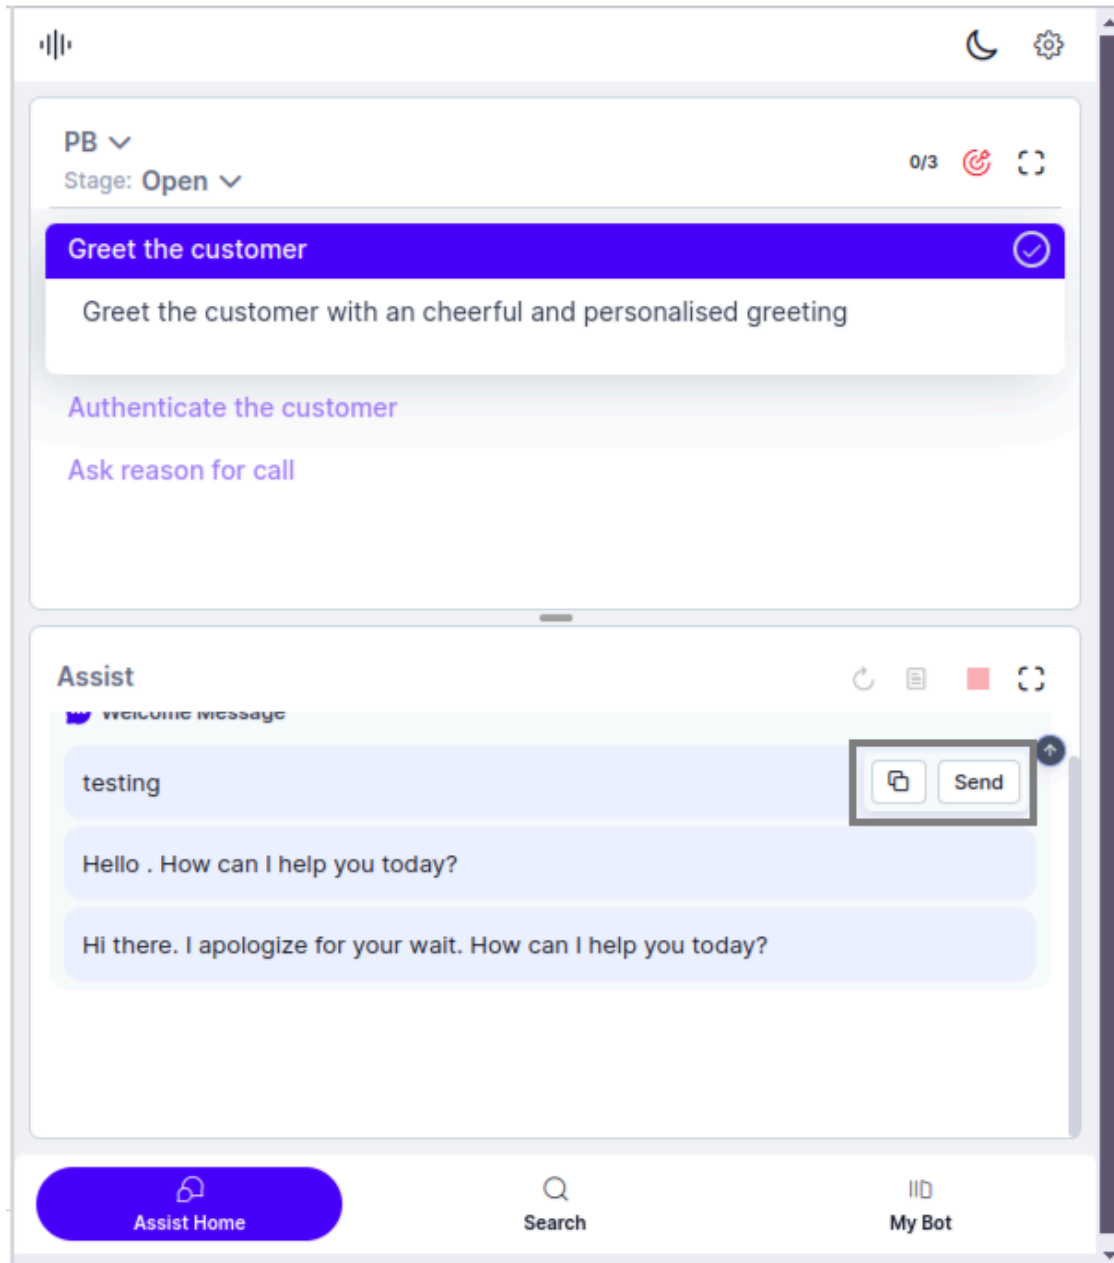 PB
0/3
Stage: Open
Greet the customer
Greet the customer with an cheerful and personalised greeting
Authenticate the customer
Ask reason for call
Assist
Welcome Message
testing
Send
Hello . How can I help you today?
Hi there. I apologize for your wait. How can I help you today?
Assist Home
Search
My Bot